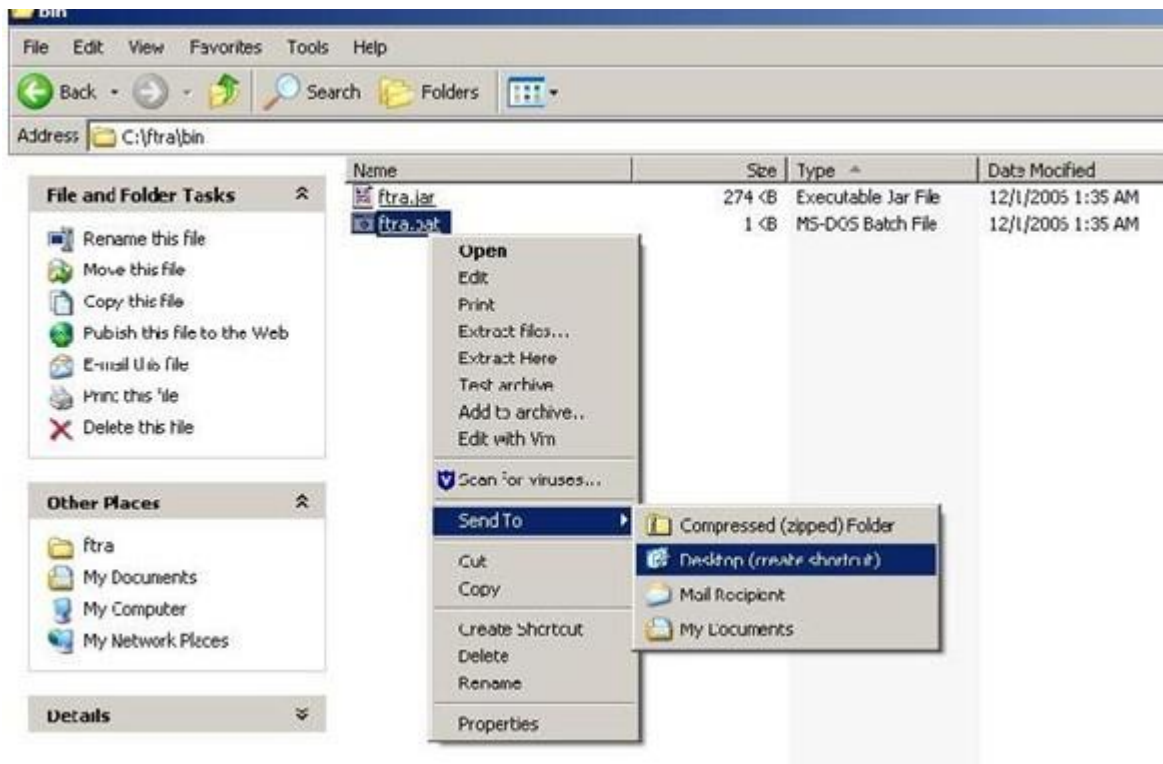 bin
File Edit View Favorites Tools Help
Back Search Folders
Address C:\ftra\bin
Name Size Type Date Modified
ftra.jar 274 KB Executable Jar File 12/1/2005 1:35 AM
ftra.bat 1 KB MS-DOS Batch File 12/1/2005 1:35 AM
File and Folder Tasks
Rename this file
Move this file
Copy this file
Publish this file to the Web
E-mail this file
Print this file
Delete this file
Other Places
ftra
My Documents
My Computer
My Network Places
Details
Open
Edit
Print
Extract files...
Extract Here
Test archive
Add to archive...
Edit with Vim
Scan for viruses...
Send To
Cut
Copy
Create Shortcut
Delete
Rename
Properties
Compressed (zipped) Folder
Desktop (create shortcut)
Mail Recipient
My Documents